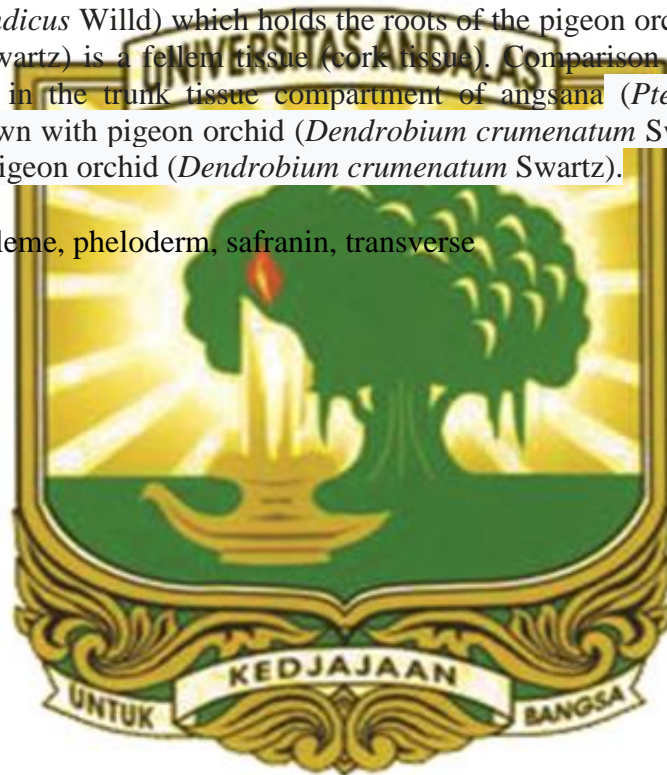 ndicus Willd) which holds the roots of the pigeon orc
wartz) is a fellem tissue (cork tissue). Comparison
in the trunk tissue compartment of angsana (Pte
wn with pigeon orchid (Dendrobium crumenatum Sw
pigeon orchid (Dendrobium crumenatum Swartz).
leme, pheloderm, safranin, transverse
UNIVERSITAS ANDALAS
UNTUK KEDJAJAAN BANGSA